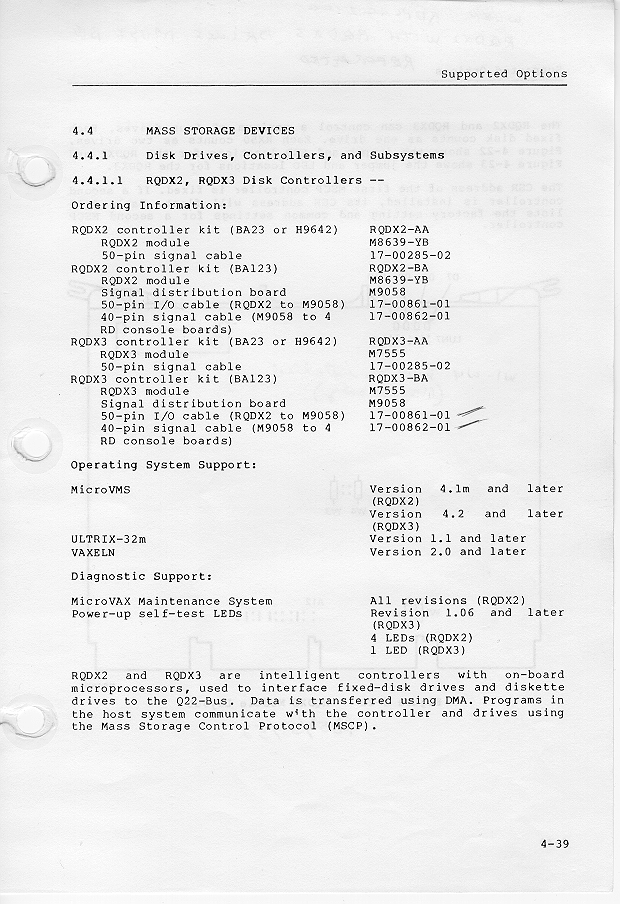 Supported Options
4.4 MASS STORAGE DEVICES
4.4.1 Disk Drives, Controllers, and Subsystems
4.4.1.1 RQDX2, RQDX3 Disk Controllers --
Ordering Information:
RQDX2 controller kit (BA23 or H9642) RQDX2-AA
RQDX2 module M8639-YB
50-pin signal cable 17-00285-02
RQDX2 controller kit (BA123) RQDX2-BA
RQDX2 module M8639-YB
Signal distribution board M9058
50-pin I/O cable (RQDX2 to M9058) 17-00861-01
40-pin signal cable (M9058 to 4 17-00862-01
RD console boards)
RQDX3 controller kit (BA23 or H9642) RQDX3-AA
RQDX3 module M7555
50-pin signal cable 17-00285-02
RQDX3 controller kit (BA123) RQDX3-BA
RQDX3 module M7555
Signal distribution board M9058
50-pin I/O cable (RQDX2 to M9058) 17-00861-01
40-pin signal cable (M9058 to 4 17-00862-01
RD console boards)
Operating System Support:
MicroVMS Version 4.1m and later
(RQDX2)
Version 4.2 and later
(RQDX3)
ULTRIX-32m Version 1.1 and later
VAXELN Version 2.0 and later
Diagnostic Support:
MicroVAX Maintenance System All revisions (RQDX2)
Power-up self-test LEDs Revision 1.06 and later
(RQDX3)
4 LEDs (RQDX2)
1 LED (RQDX3)
RQDX2 and RQDX3 are intelligent controllers with on-board
microprocessors, used to interface fixed-disk drives and diskette
drives to the Q22-Bus. Data is transferred using DMA. Programs in
the host system communicate with the controller and drives using
the Mass Storage Control Protocol (MSCP).
4-39